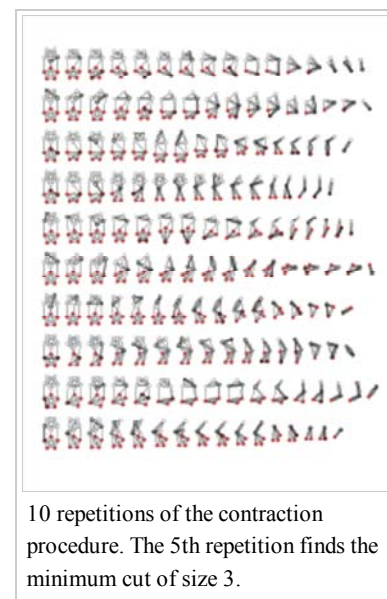 10 repetitions of the contraction
procedure. The 5th repetition finds the
minimum cut of size 3.